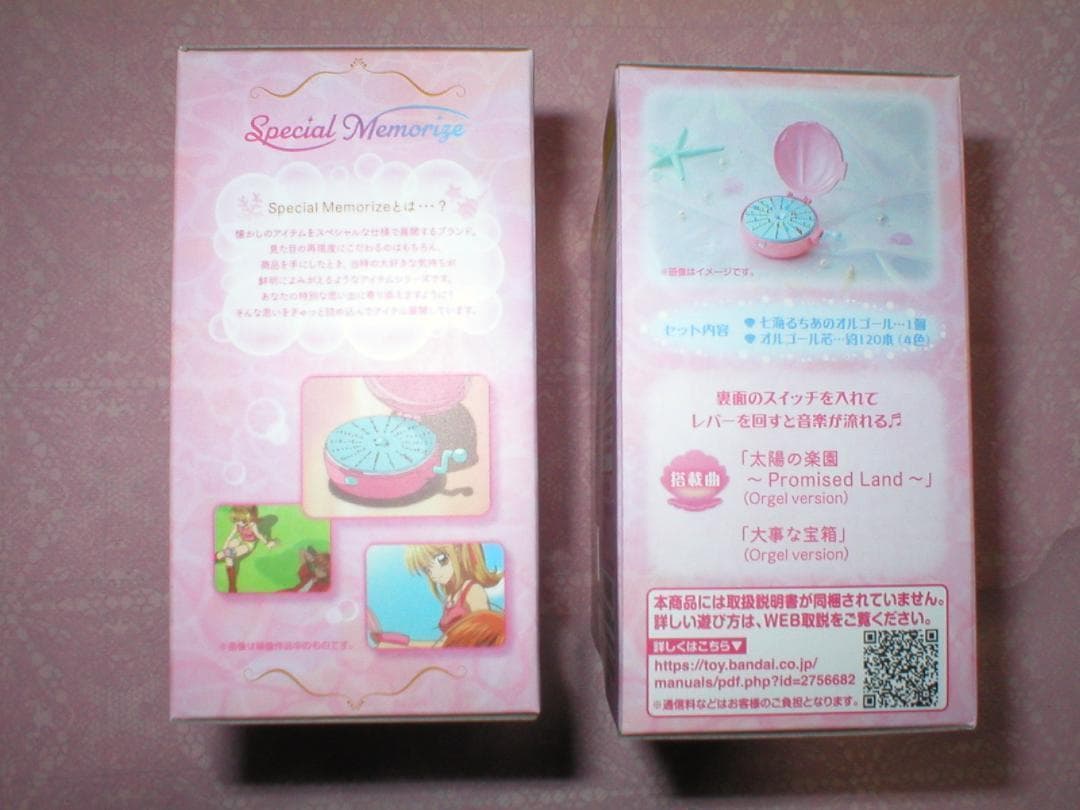 Special Memorize
Special Memorizeとは･･･？
懐かしのアイテムをスペシャルな仕様で展開するブランド。
見た目の再現度にこだわるのはもちろん、
商品を手にしたとき、当時の大好きな気持ちが
鮮明によみがえるようなアイテムシリーズです。
あなたの特別な思い出に寄り添えますように♡
そんな思いをぎゅっと詰め込んでアイテム展開しています。
※画像は映像作品中のものです。
※画像はイメージです。
セット内容
七海るちあのオルゴール…1個
オルゴール芯…約120本（4色）
裏面のスイッチを入れて
レバーを回すと音楽が流れる♬
搭載曲
「太陽の楽園
～Promised Land～」
(Orgel version)
「大事な宝箱」
(Orgel version)
本商品には取扱説明書が同梱されていません。
詳しい遊び方は、WEB取説をご覧ください。
詳しくはこちら▼
https://toy.bandai.co.jp/
manuals/pdf.php?id=2756682
※通信料などはお客様のご負担となります。